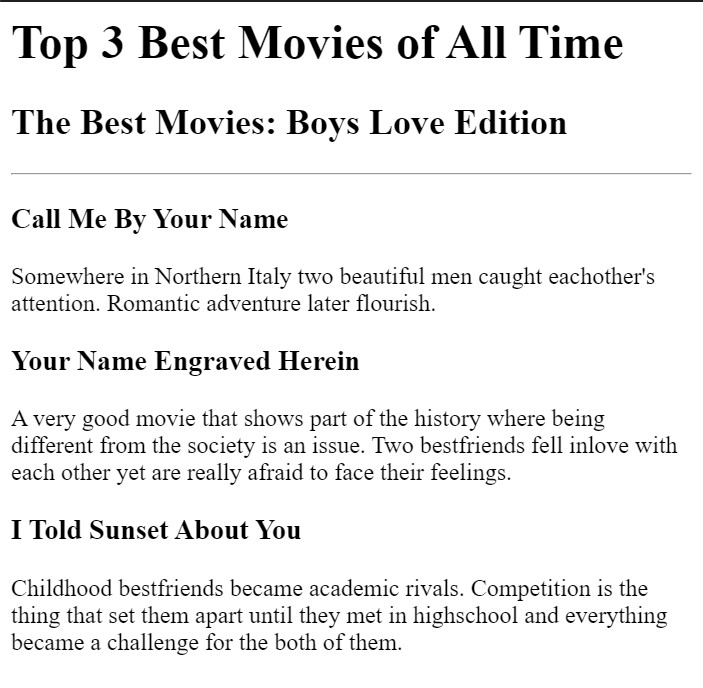 Top 3 Best Movies of All Time
The Best Movies: Boys Love Edition
Call Me By Your Name
Somewhere in Northern Italy two beautiful men caught eachother's
attention. Romantic adventure later flourish.
Your Name Engraved Herein
A very good movie that shows part of the history where being
different from the society is an issue. Two bestfriends fell inlove with
each other yet are really afraid to face their feelings.
I Told Sunset About You
Childhood bestfriends became academic rivals. Competition is the
thing that set them apart until they met in highschool and everything
became a challenge for the both of them.